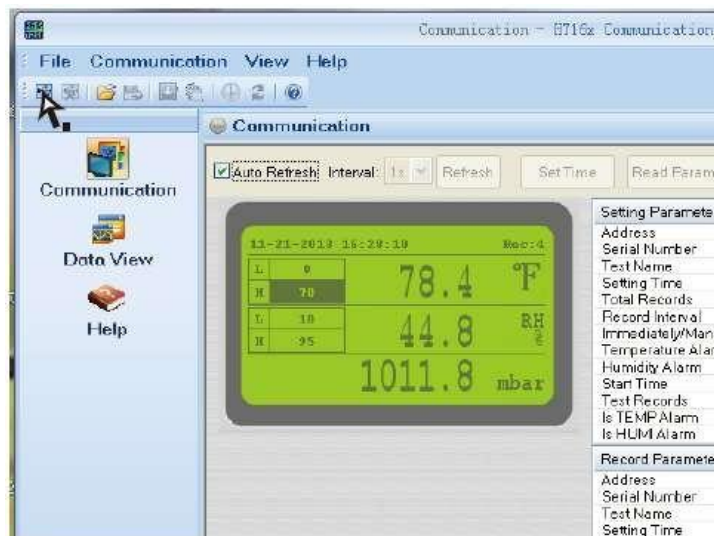 Communication - H716x Communication
File Communication View Help
Communication
Auto Refresh Interval: 1s Refresh Set Time Read Param
Communication
Data View
Help
11-21-2013 16:20:10 Rec:4
L 0
H 70
78.4 °F
L 10
H 95
44.8 RH %
1011.8 mbar
Setting Paramete
Address
Serial Number
Test Name
Setting Time
Total Records
Record Interval
Immediately/Man
Temperature Alar
Humidity Alarm
Start Time
Test Records
Is TEMP Alarm
Is HUMI Alarm
Record Paramete
Address
Serial Number
Test Name
Setting Time